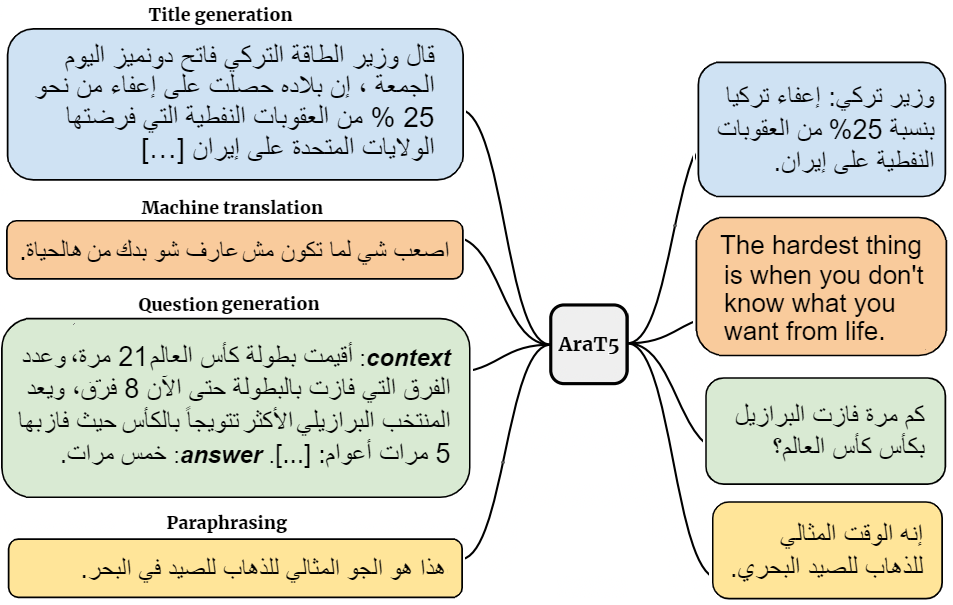 Title generation
قال وزير الطاقة التركي فاتح دونميز اليوم
الجمعة ، إن بلاده حصلت على إعفاء من نحو
25 % من العقوبات النفطية التي فرضتها
الولايات المتحدة على إيران [...]
Machine translation
اصعب شي لما تكون مش عارف شو بدك من هالحياة.
Question generation
context: أقيمت بطولة كأس العالم 21 مرة، وعدد
الفرق التي فازت بالبطولة حتى الآن 8 فرق، ويعد
المنتخب البرازيلي الأكثر تتويجاً بالكأس حيث فاز بها
5 مرات أعوام: [...]. answer: خمس مرات.
Paraphrasing
هذا هو الجو المثالي للذهاب للصيد في البحر.
AraT5
وزير تركي: إعفاء تركيا
بنسبة 25% من العقوبات
النفطية على إيران.
The hardest thing
is when you don't
know what you
want from life.
كم مرة فازت البرازيل
بكأس كأس العالم؟
إنه الوقت المثالي
للذهاب للصيد البحري.